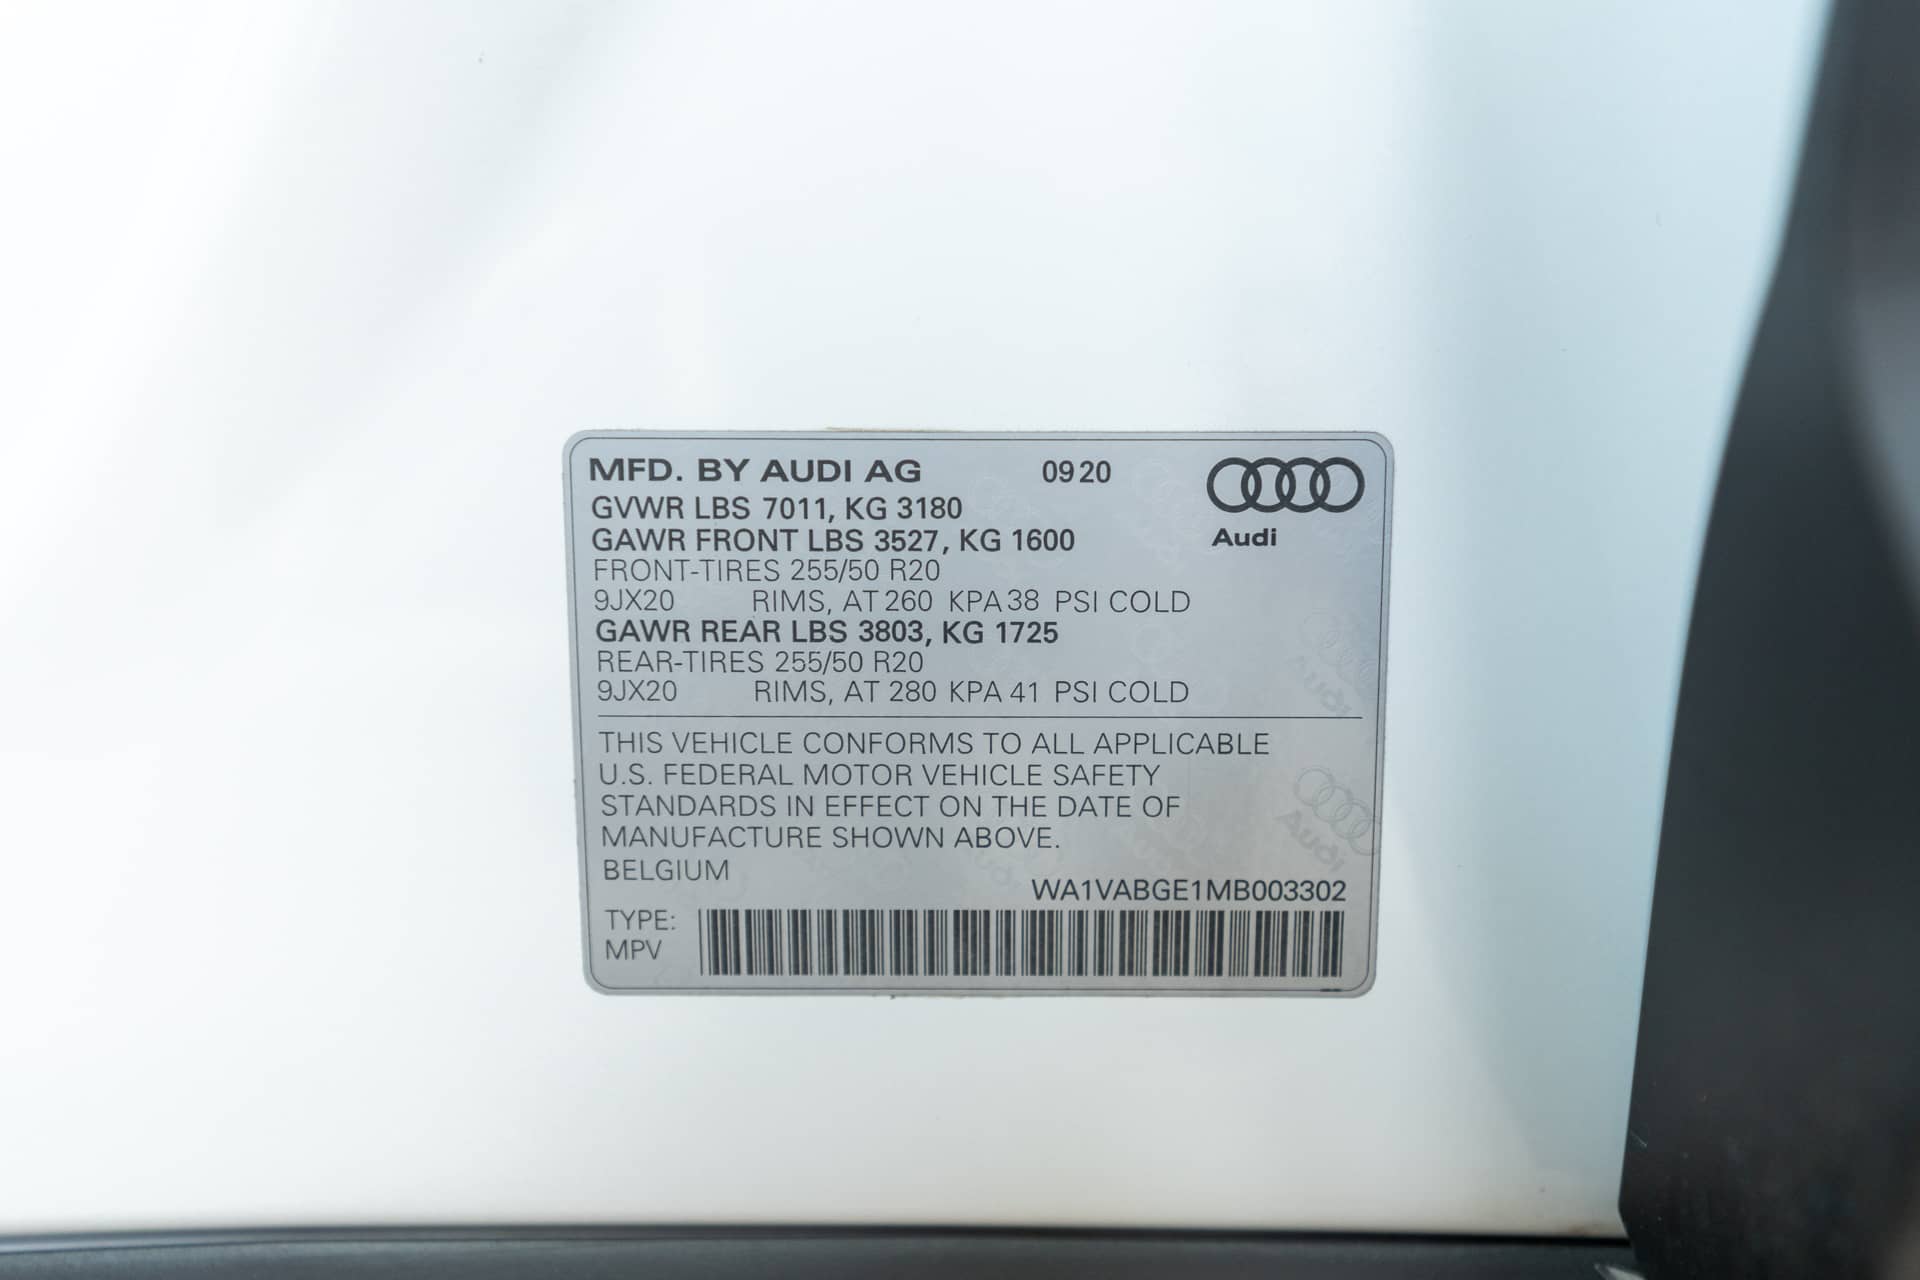 MFD. BY AUDI AG 09 20
GVWR LBS 7011, KG 3180
GAWR FRONT LBS 3527, KG 1600
Audi
FRONT-TIRES 255/50 R20
9JX20 RIMS, AT 260 KPA 38 PSI COLD
GAWR REAR LBS 3803, KG 1725
REAR-TIRES 255/50 R20
9JX20 RIMS, AT 280 KPA 41 PSI COLD
THIS VEHICLE CONFORMS TO ALL APPLICABLE
U.S. FEDERAL MOTOR VEHICLE SAFETY
STANDARDS IN EFFECT ON THE DATE OF
MANUFACTURE SHOWN ABOVE.
BELGIUM
WA1VABGE1MB003302
TYPE:
MPV